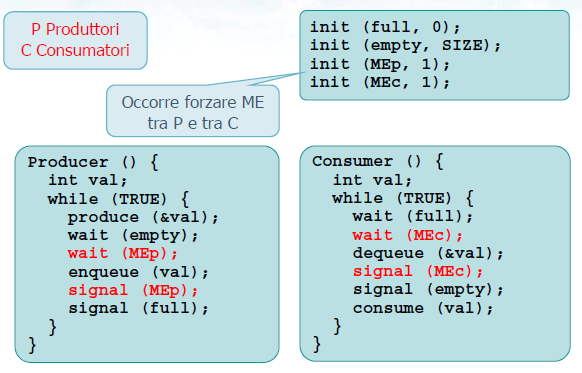 P Produttori
C Consumatori
init (full, 0);
init (empty, SIZE);
init (MEp, 1);
init (MEc, 1);
Occorre forzare ME
tra P e tra C
Producer () {
int val;
while (TRUE) {
produce (&val);
wait (empty);
wait (MEp);
enqueue (val);
signal (MEp);
signal (full);
}
}
Consumer () {
int val;
while (TRUE) {
wait (full);
wait (MEc);
dequeue (&val);
signal (MEc);
signal (empty);
consume (val);
}
}